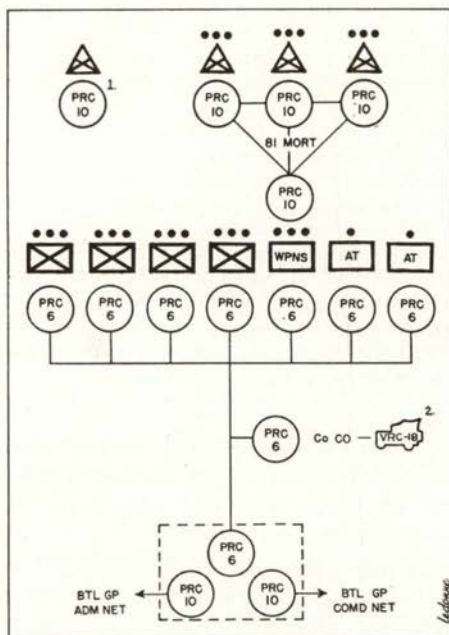 1.
PRC
10
PRC
10
PRC
10
PRC
10
81 MORT
PRC
10
WPNS
AT
AT
PRC
6
PRC
6
PRC
6
PRC
6
PRC
6
PRC
6
PRC
6
2.
PRC
6
Co CO
VRC-18
PRC
6
PRC
10
PRC
10
BTL GP
ADM NET
BTL GP
COMD NET